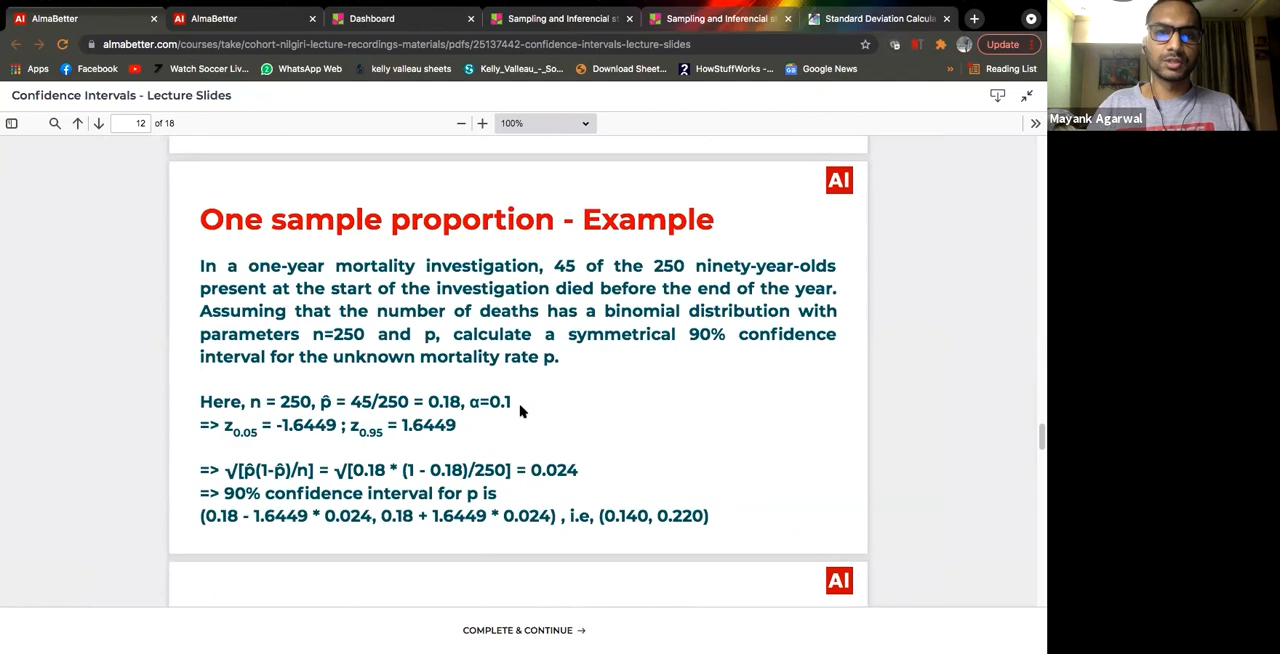 AlmaBetter
AlmaBetter
Dashboard
Sampling and Inferencial st
Sampling and Inferencial st
Standard Deviation Calcula
almabetter.com/courses/take/cohort-nilgiri-lecture-recordings-materials/pdfs/25137442-confidence-intervals-lecture-slides
Update
Apps
Facebook
Watch Soccer Liv...
WhatsApp Web
kelly valleau sheets
Kelly_Valleau_-_So...
Download Sheet...
HowStuffWorks -...
Google News
»
Reading List
Confidence Intervals - Lecture Slides
Mayank Agarwal
12 of 18
100%
AI
One sample proportion - Example
In a one-year mortality investigation, 45 of the 250 ninety-year-olds
present at the start of the investigation died before the end of the year.
Assuming that the number of deaths has a binomial distribution with
parameters n=250 and p, calculate a symmetrical 90% confidence
interval for the unknown mortality rate p.
Here, n = 250, p̂ = 45/250 = 0.18, α=0.1
=> z0.05 = -1.6449 ; z0.95 = 1.6449
=> √[p̂(1-p̂)/n] = √[0.18 * (1 - 0.18)/250] = 0.024
=> 90% confidence interval for p is
(0.18 - 1.6449 * 0.024, 0.18 + 1.6449 * 0.024) , i.e, (0.140, 0.220)
AI
COMPLETE & CONTINUE →